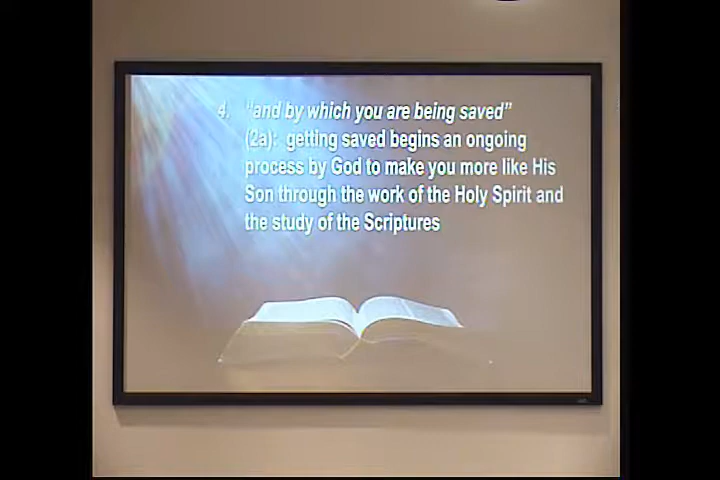 4. “and by which you are being saved”
(2a): getting saved begins an ongoing
process by God to make you more like His
Son through the work of the Holy Spirit and
the study of the Scriptures